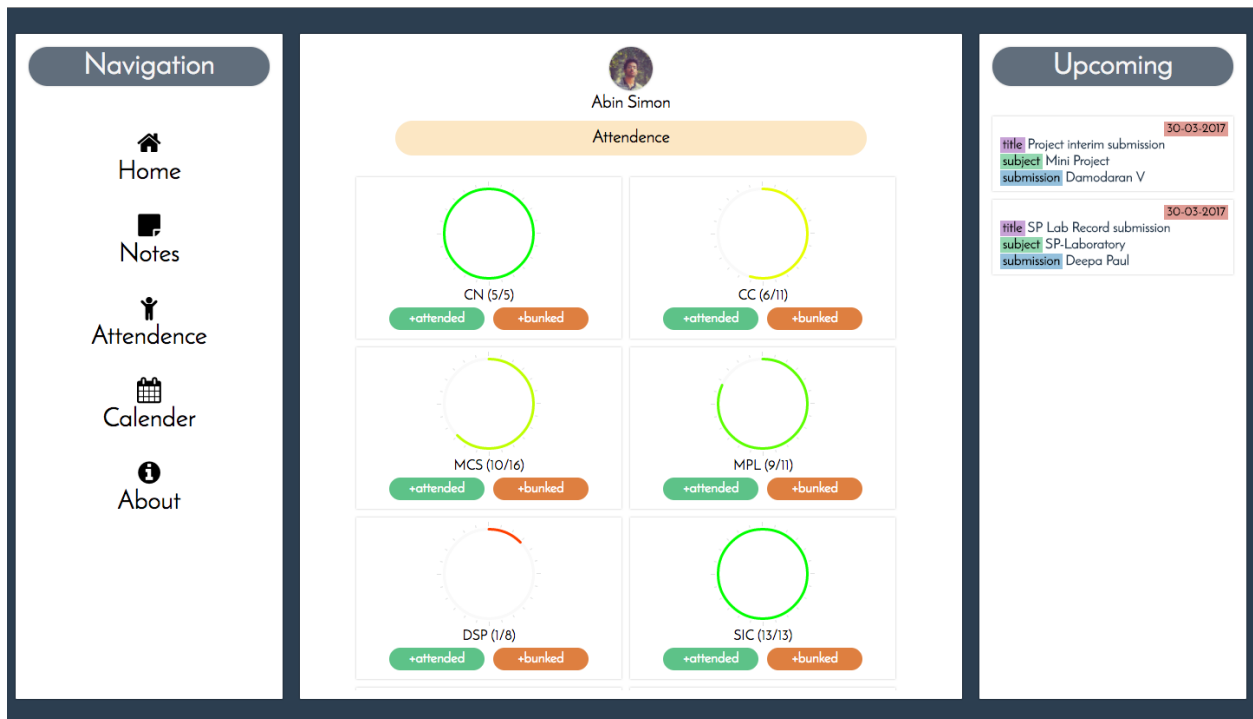 Navigation
Home
Notes
Attendence
Calender
About
Abin Simon
Attendence
CN (5/5)
+attended +bunked
CC (6/11)
+attended +bunked
MCS (10/16)
+attended +bunked
MPL (9/11)
+attended +bunked
DSP (1/8)
+attended +bunked
SIC (13/13)
+attended +bunked
Upcoming
30-03-2017
title Project interim submission
subject Mini Project
submission Damodaran V
30-03-2017
title SP Lab Record submission
subject SP-Laboratory
submission Deepa Paul